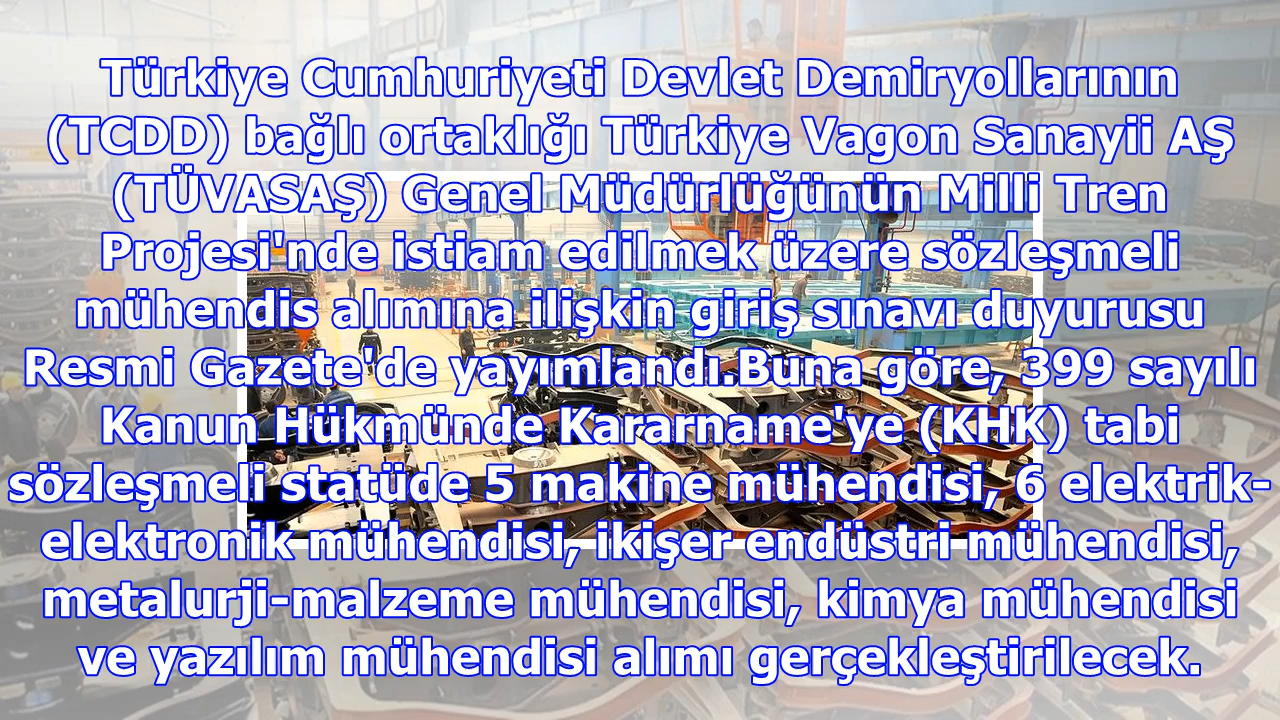 Türkiye Cumhuriyeti Devlet Demiryollarının
(TCDD) bağlı ortaklığı Türkiye Vagon Sanayii AŞ
(TÜVASAŞ) Genel Müdürlüğünün Milli Tren
Projesi'nde istiam edilmek üzere sözleşmeli
mühendis alımına ilişkin giriş sınavı duyurusu
Resmi Gazete'de yayımlandı.Buna göre, 399 sayılı
Kanun Hükmünde Kararname'ye (KHK) tabi
sözleşmeli statüde 5 makine mühendisi, 6 elektrik-
elektronik mühendisi, ikişer endüstri mühendisi,
metalurji-malzeme mühendisi, kimya mühendisi
ve yazılım mühendisi alımı gerçekleştirilecek.